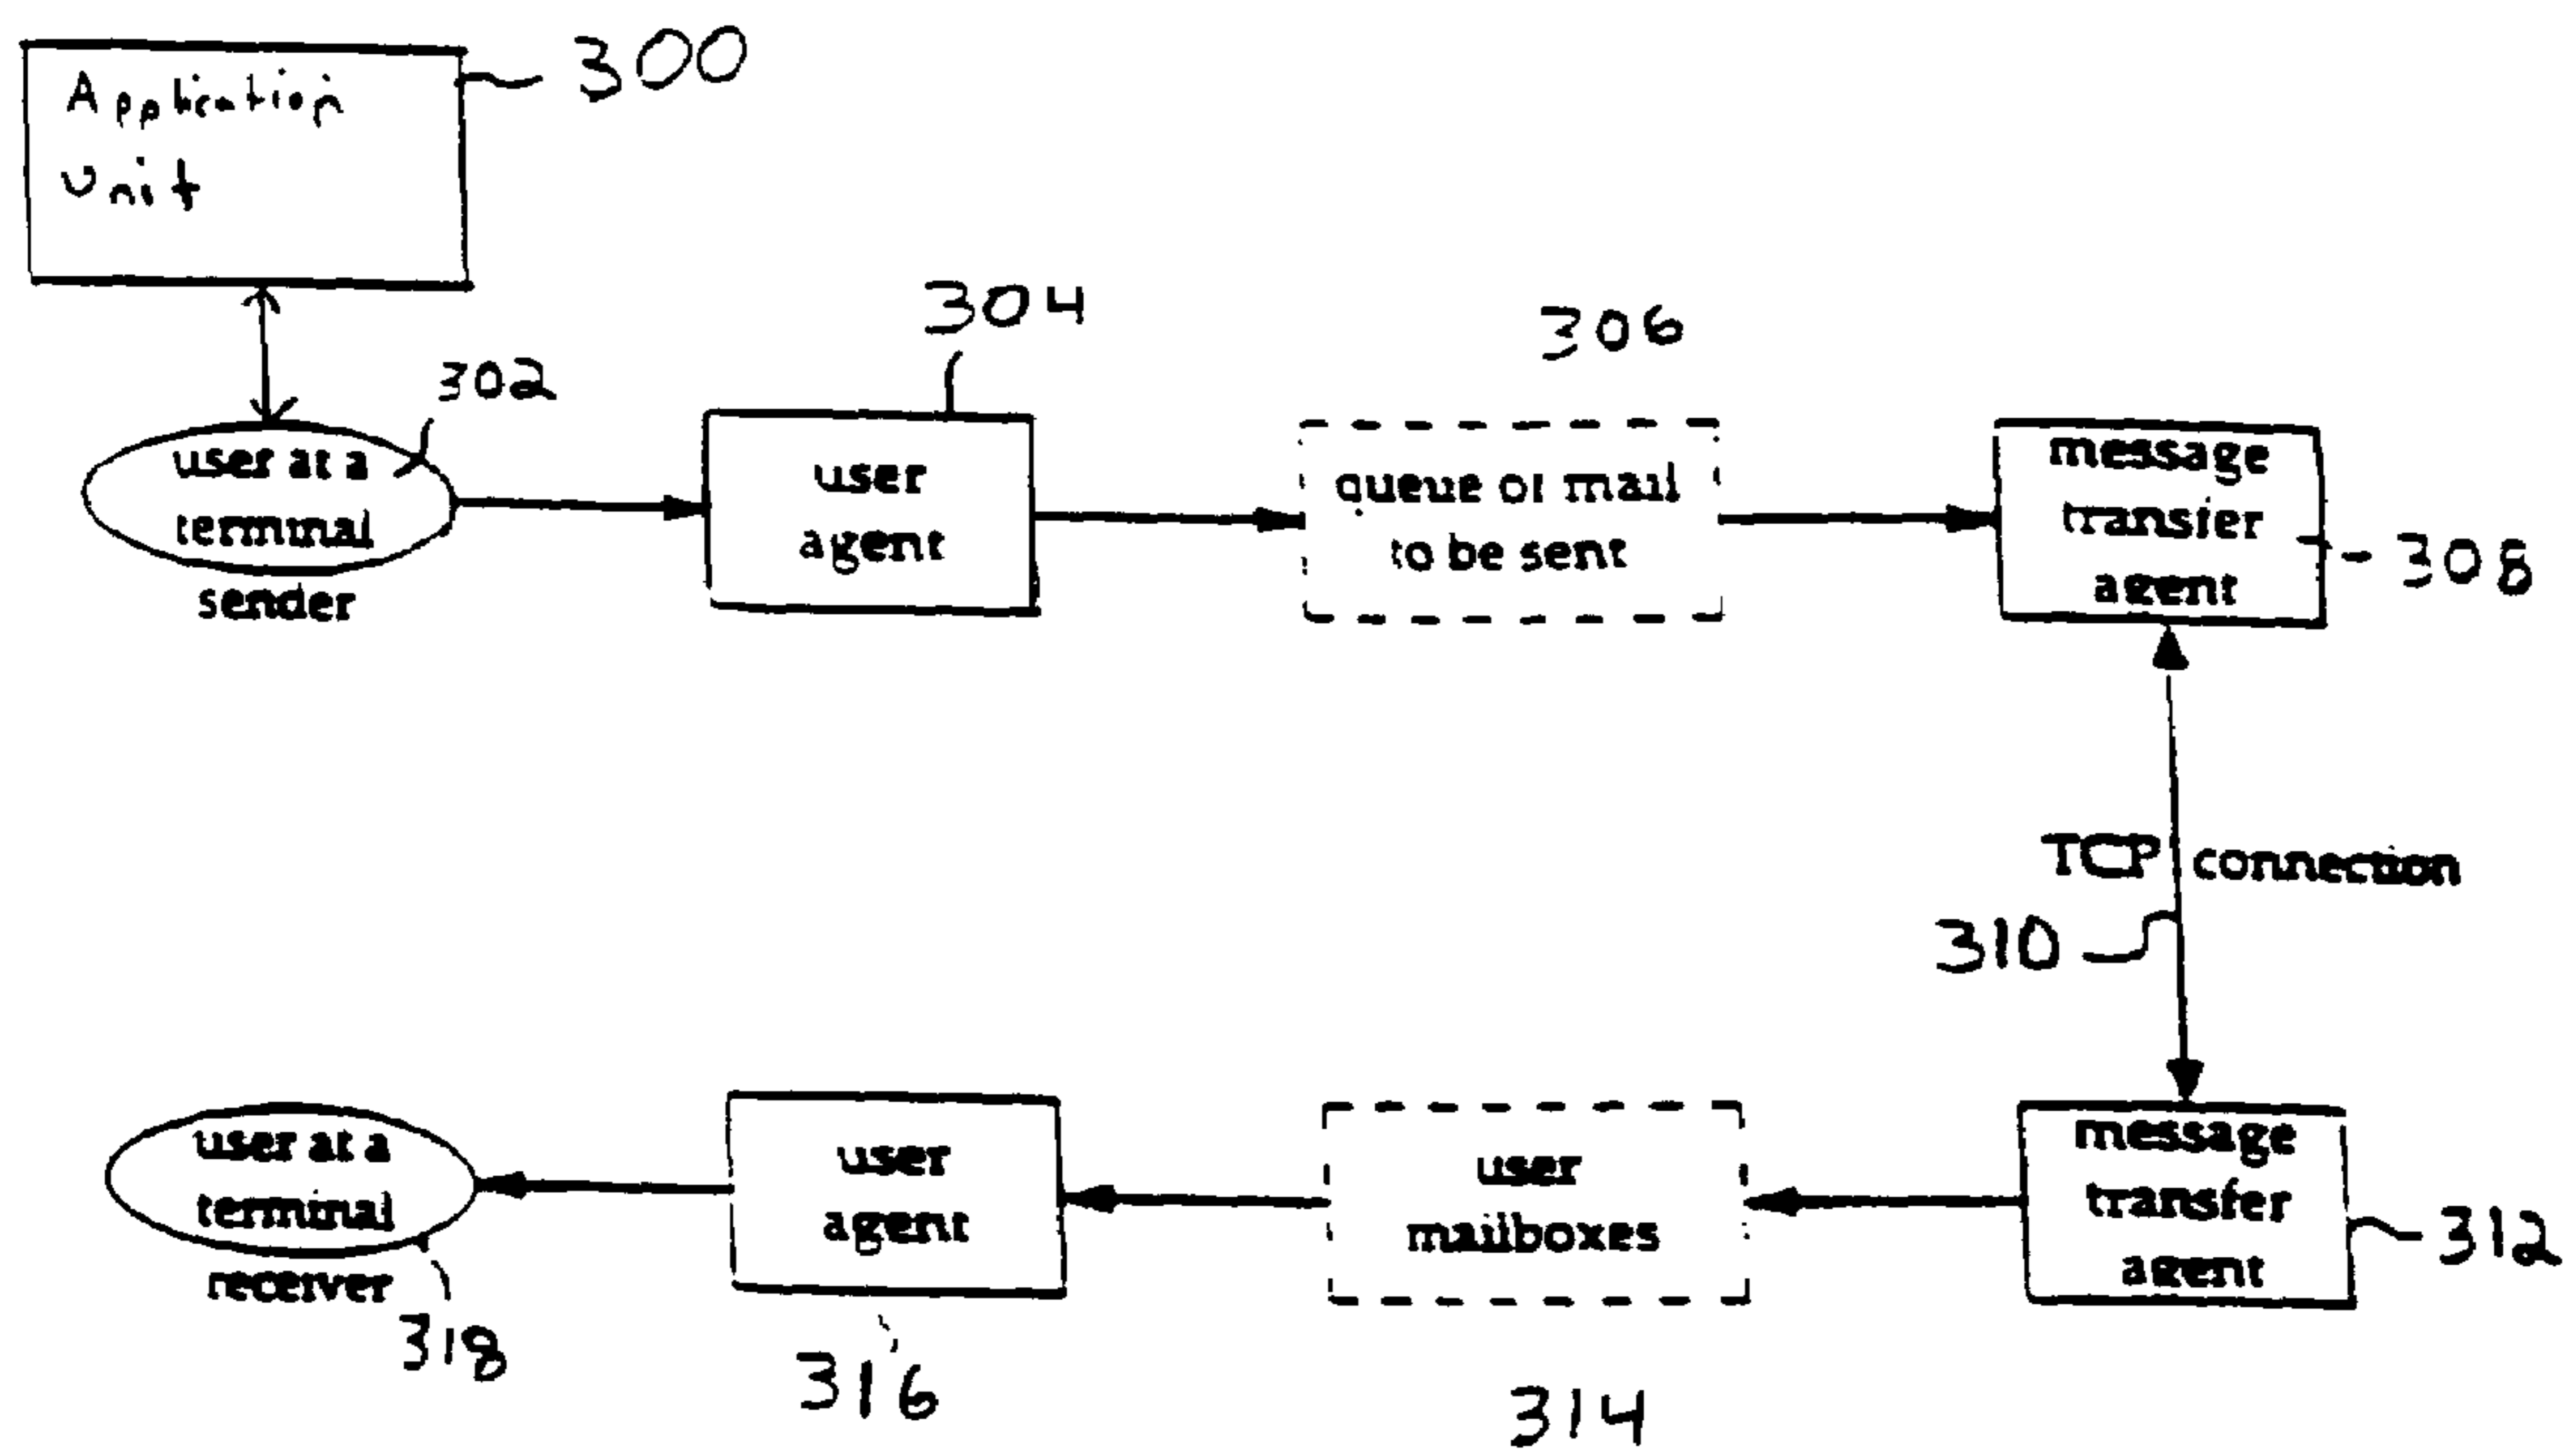 Application
Unit
300
302
user at a
terminal
sender
304
user
agent
306
queue of mail
to be sent
message
transfer
agent
308
TCP connection
310
message
transfer
agent
312
user
mailboxes
314
user
agent
316
user at a
terminal
receiver
318